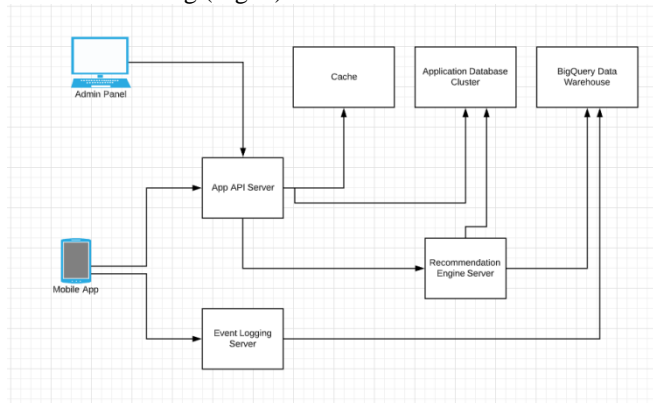 Admin Panel
Cache
Application Database
Cluster
BigQuery Data
Warehouse
App API Server
Mobile App
Recommendation
Engine Server
Event Logging
Server